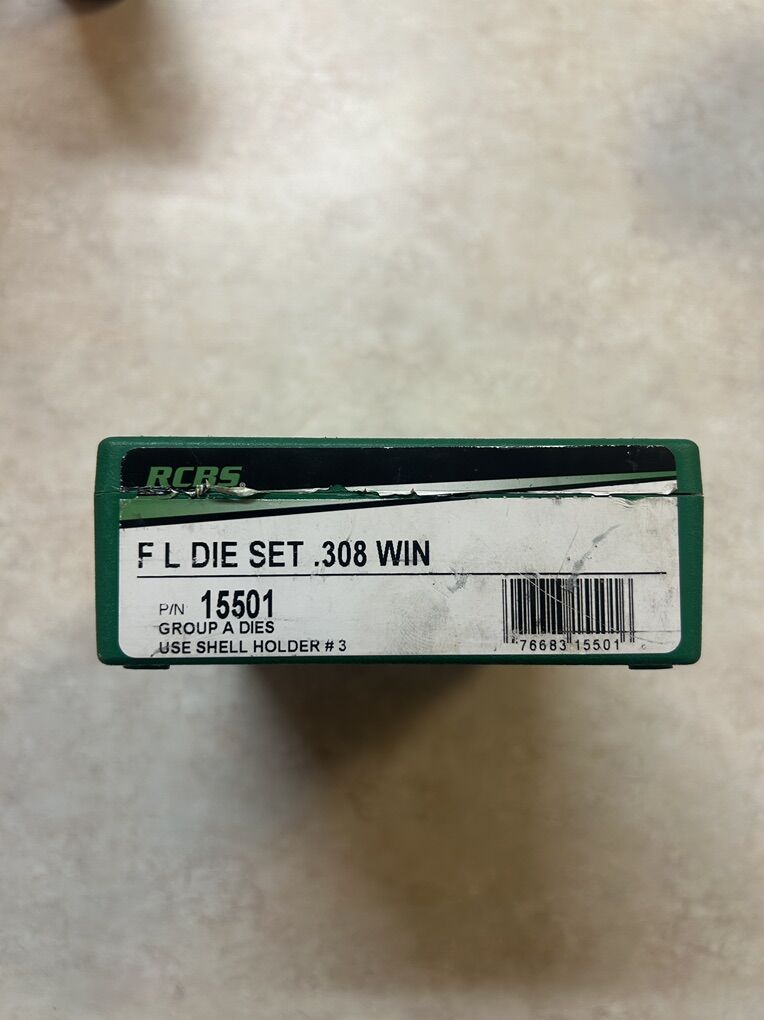 RCBS
F L DIE SET .308 WIN
P/N 15501
GROUP A DIES
USE SHELL HOLDER # 3
76683 15501